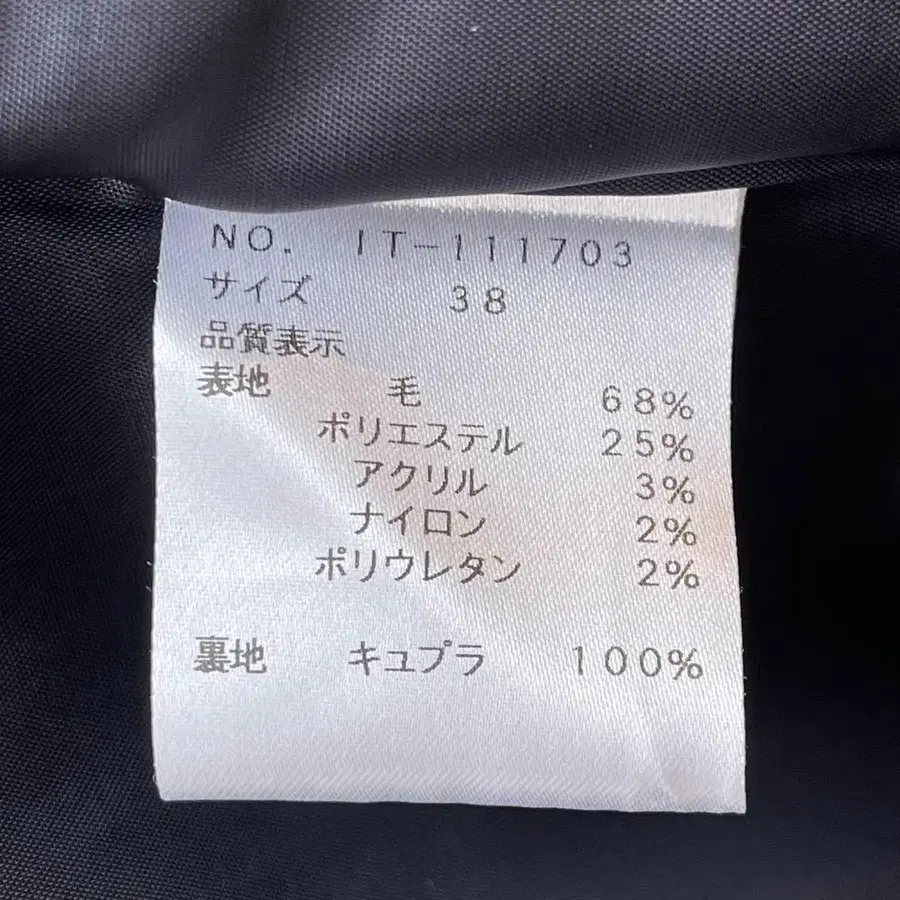 NO. IT-111703
サイズ 38
品質表示
表地 毛 68%
ポリエステル 25%
アクリル 3%
ナイロン 2%
ポリウレタン 2%
裏地 キュプラ 100%